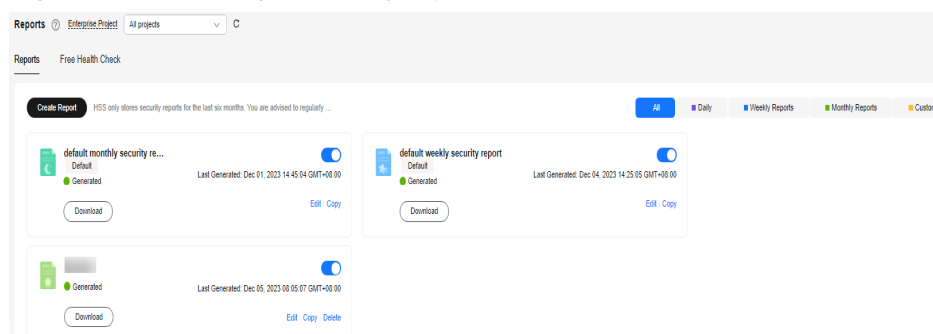 Reports ? Enterprise Project All projects
Reports Free Health Check
Create Report HSS only stores security reports for the last six months. You are advised to regularly ...
All Daily Weekly Reports Monthly Reports Custor
default monthly security re...
Default
Generated
Last Generated: Dec 01, 2023 14:45:04 GMT+08:00
Download
Edit Copy
default weekly security report
Default
Generated
Last Generated: Dec 04, 2023 14:25:05 GMT+08:00
Download
Edit Copy
Generated
Last Generated: Dec 05, 2023 08:05:07 GMT+08:00
Download
Edit Copy Delete